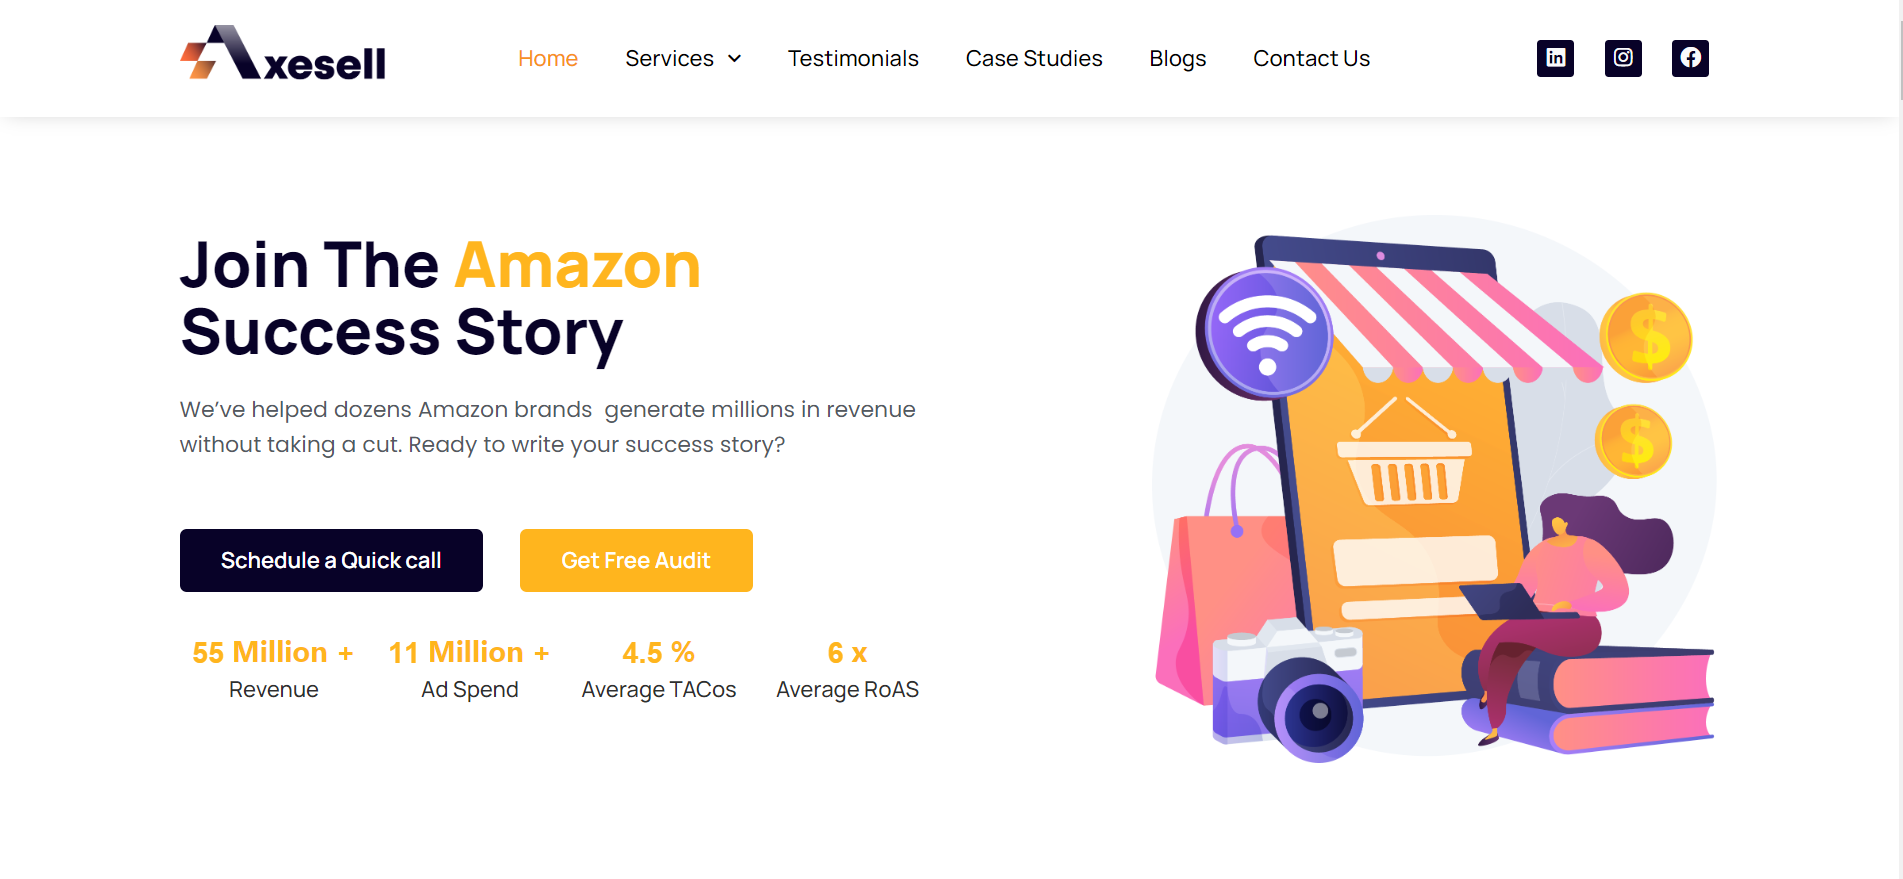 Axesell
Home Services Testimonials Case Studies Blogs Contact Us
Join The Amazon
Success Story
We’ve helped dozens Amazon brands  generate millions in revenue
without taking a cut. Ready to write your success story?
Schedule a Quick call
Get Free Audit
55 Million + 11 Million + 4.5 % 6 x
Revenue Ad Spend Average TACos Average RoAS